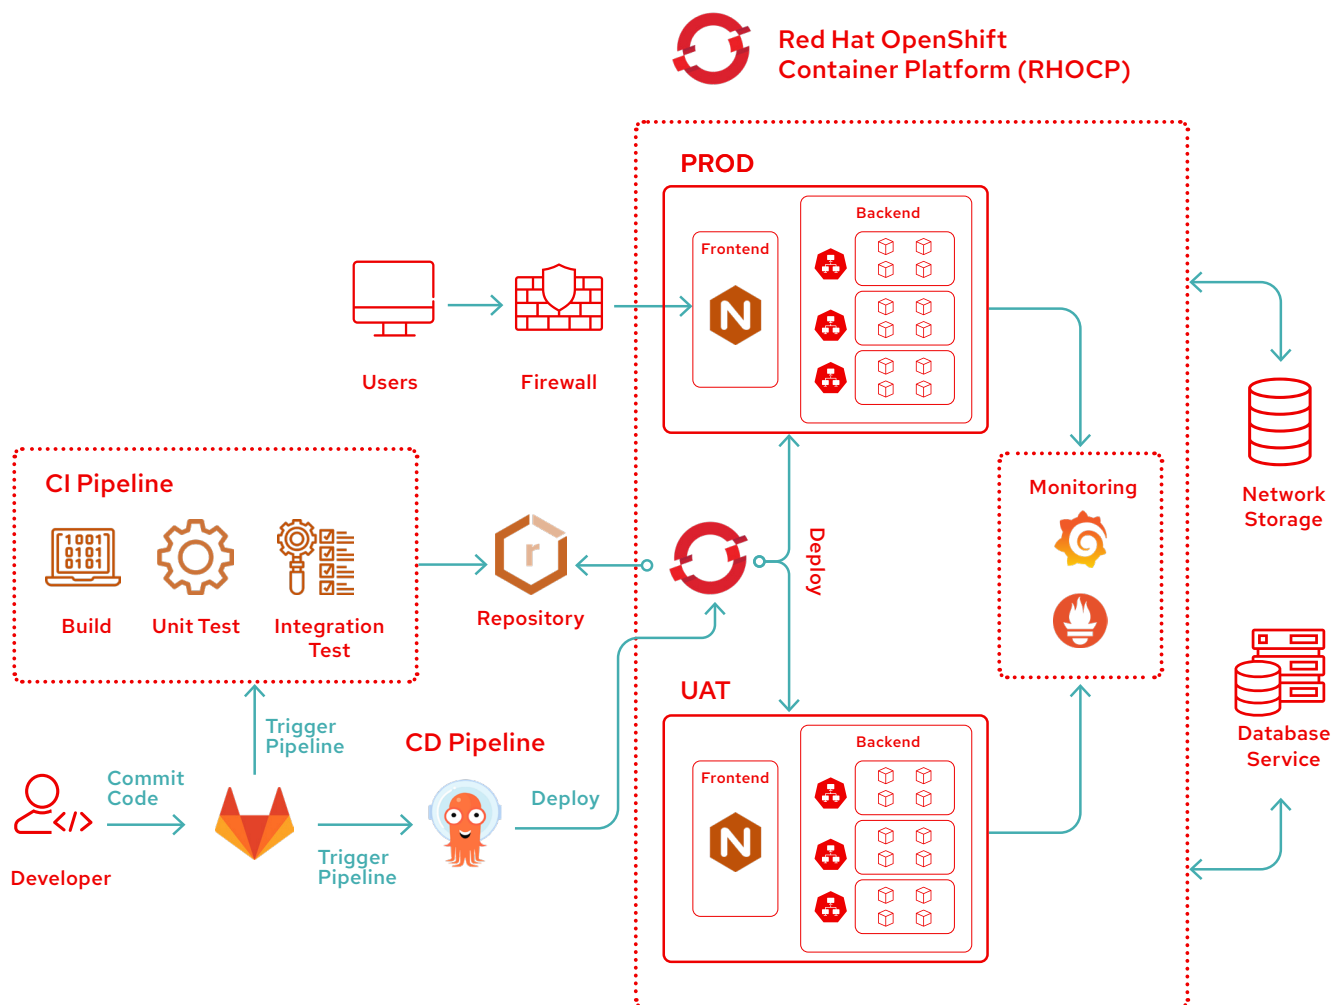 Red Hat OpenShift
Container Platform (RHOCP)
PROD
Backend
Frontend
N
Users
Firewall
CI Pipeline
1001
0101
0101
Build
Unit Test
Integration
Test
r
Repository
Deploy
Monitoring
Network
Storage
UAT
Backend
Frontend
N
Database
Service
Trigger
Pipeline
CD Pipeline
Commit
Code
</>
Developer
Trigger
Pipeline
Deploy